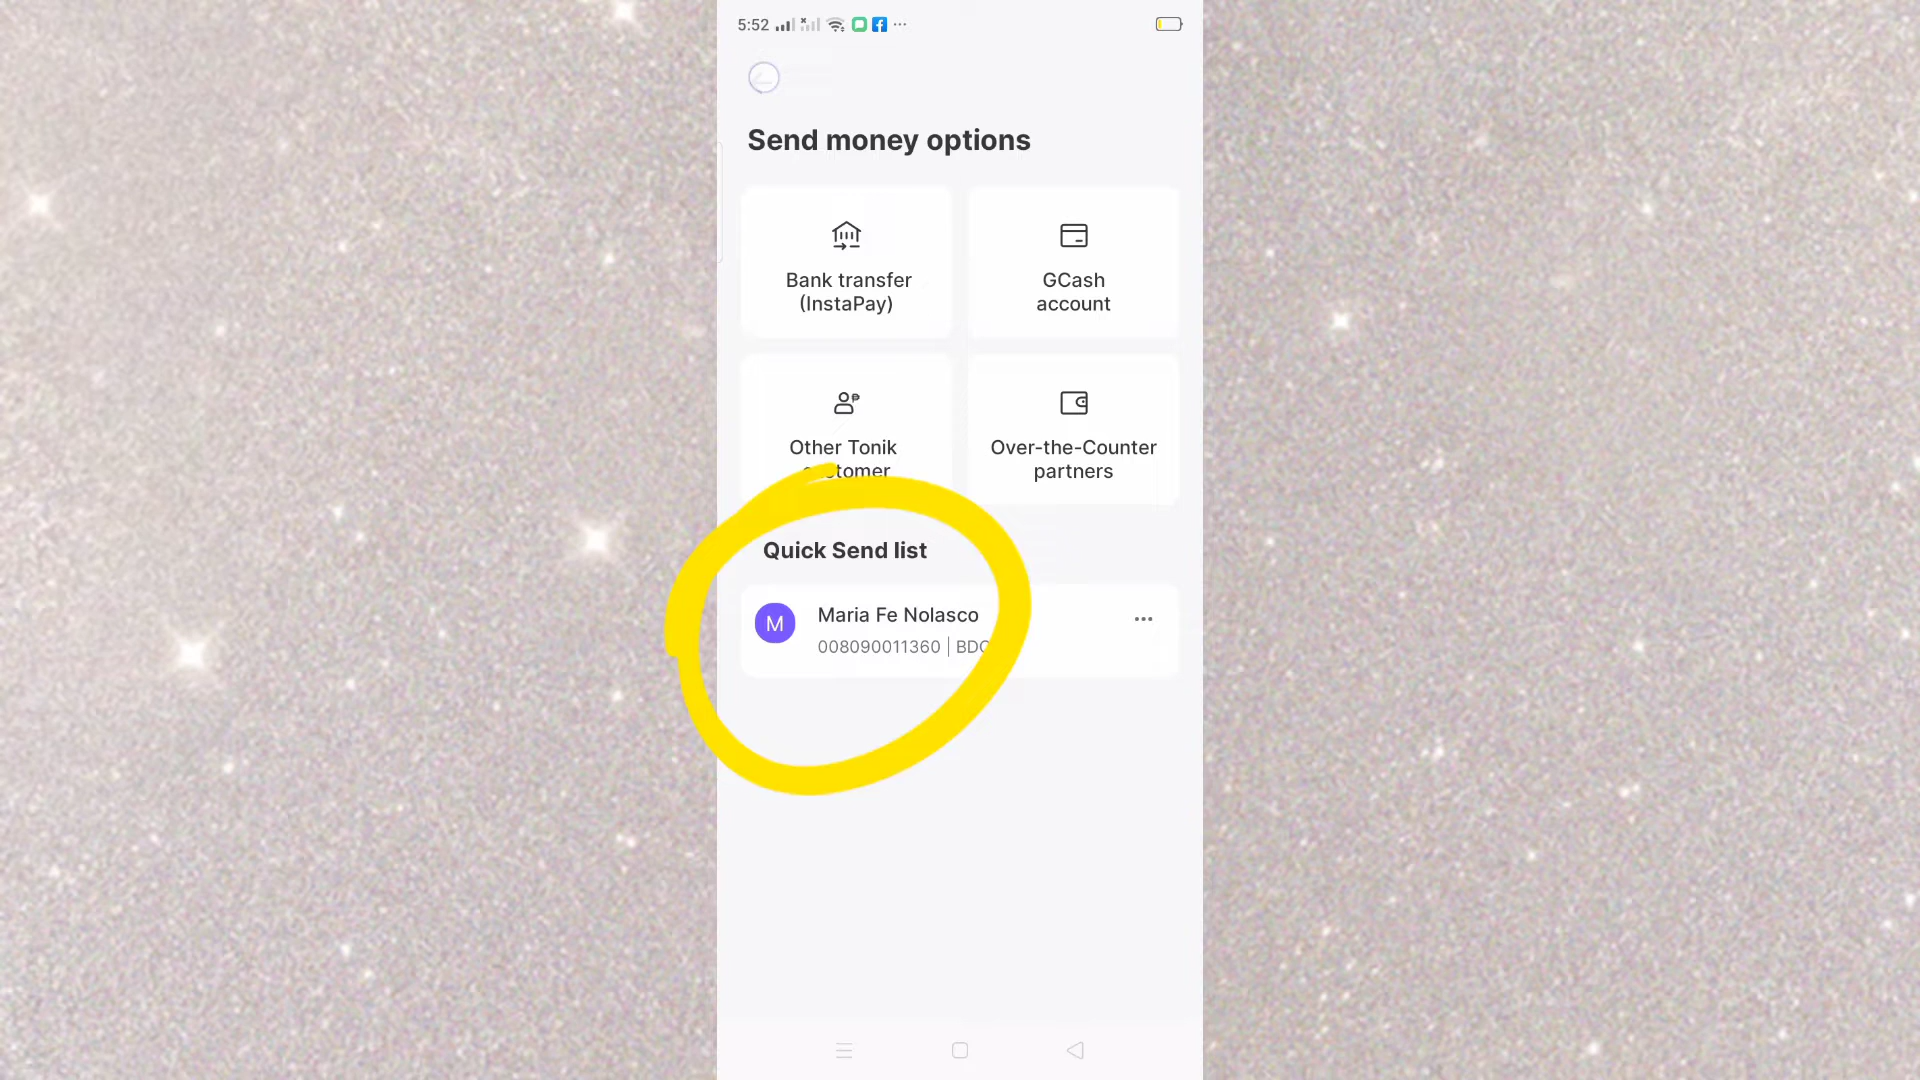 5:52
Send money options
Bank transfer
(InstaPay)
GCash
account
Other Tonik
customer
Over-the-Counter
partners
Quick Send list
M
Maria Fe Nolasco
008090011360 | BDO